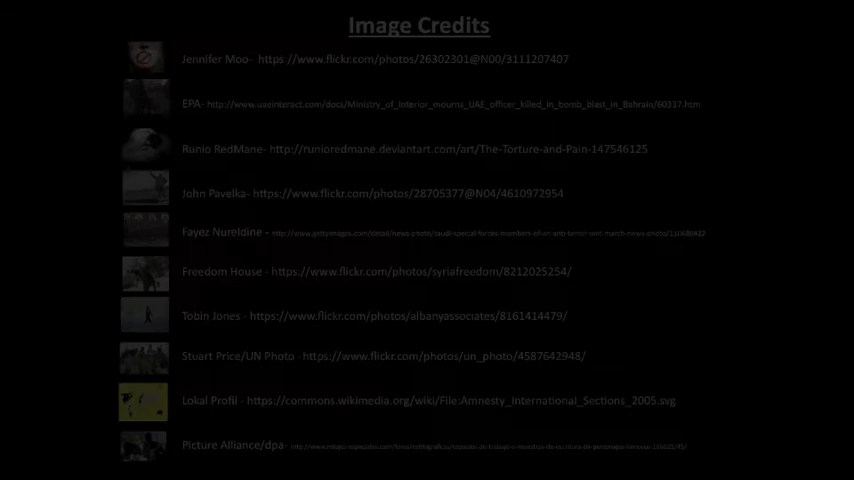 Image Credits
Jennifer Moo- https://www.flickr.com/photos/26302301@N00/3111207407
EPA- http://www.uaeinteract.com/docs/Ministry_of_Interior_mourns_UAE_officer_killed_in_bomb_blast_in_Bahrain/60337.htm
Runio RedMane- http://runioredmane.deviantart.com/art/The-Torture-and-Pain-147546125
John Pavelka- https://www.flickr.com/photos/28705377@N04/4610972954
Fayez Nureldine -
Freedom House - https://www.flickr.com/photos/syriafreedom/8212025254/
Tobin Jones - https://www.flickr.com/photos/albanyassociates/8161414479/
Stuart Price/UN Photo -https://www.flickr.com/photos/un_photo/4587642948/
Lokal Profil - https://commons.wikimedia.org/wiki/File:Amnesty_International_Sections_2005.svg
Picture Alliance/dpa-